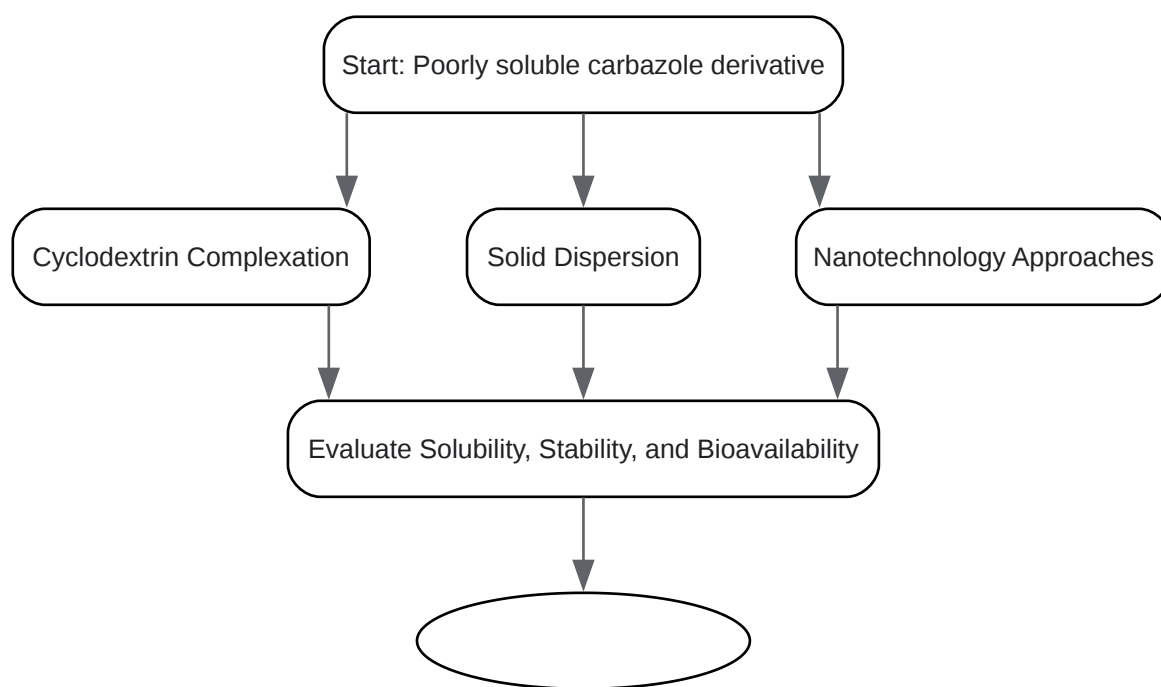 Start: Poorly soluble carbazole derivative
Cyclodextrin Complexation
Solid Dispersion
Nanotechnology Approaches
Evaluate Solubility, Stability, and Bioavailability